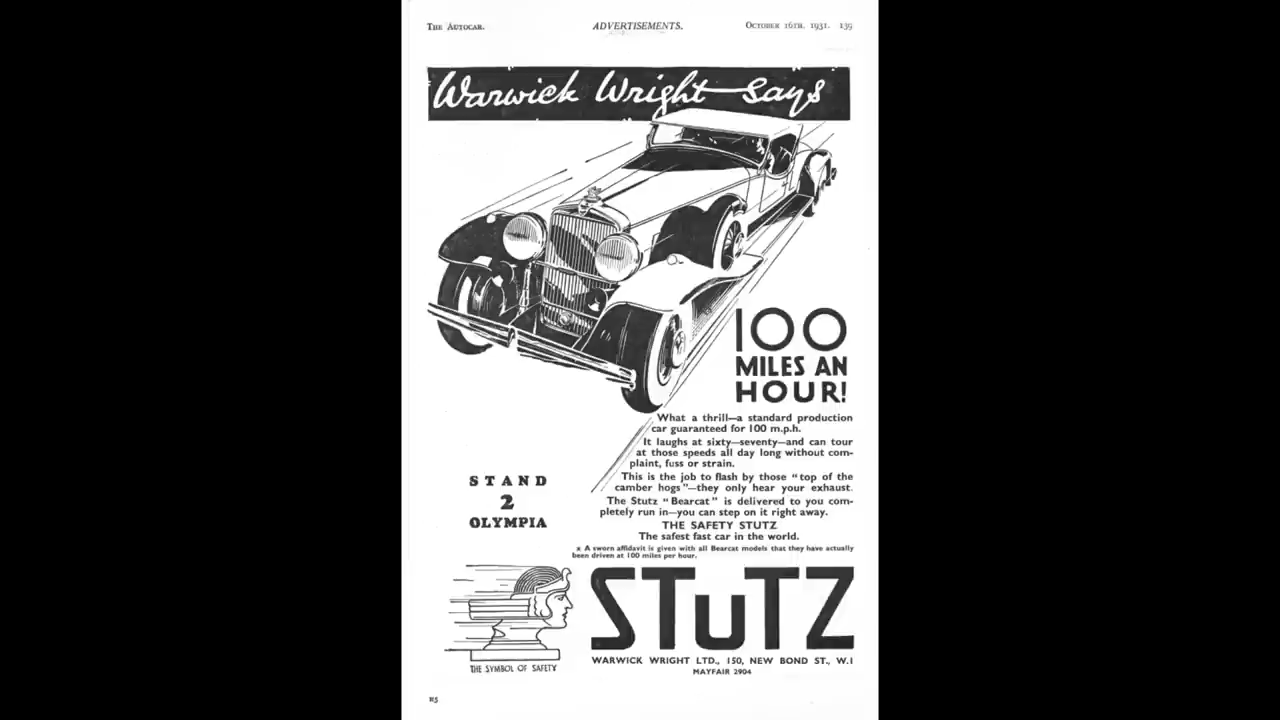 THE AUTOCAR. ADVERTISEMENTS. OCTOBER 16TH, 1931. 139
Warwick Wright says
100
MILES AN
HOUR!
What a thrill—a standard production
car guaranteed for 100 m.p.h.
It laughs at sixty—seventy—and can tour
at those speeds all day long without com-
plaint, fuss or strain.
This is the job to flash by those "top of the
camber hogs"—they only hear your exhaust.
The Stutz "Bearcat" is delivered to you com-
pletely run in—you can step on it right away.
THE SAFETY STUTZ
The safest fast car in the world.
x A sworn affidavit is given with all Bearcat models that they have actually
been driven at 100 miles per hour.
STAND
2
OLYMPIA
THE SYMBOL OF SAFETY
STuTZ
WARWICK WRIGHT LTD., 150, NEW BOND ST., W.1
MAYFAIR 2904